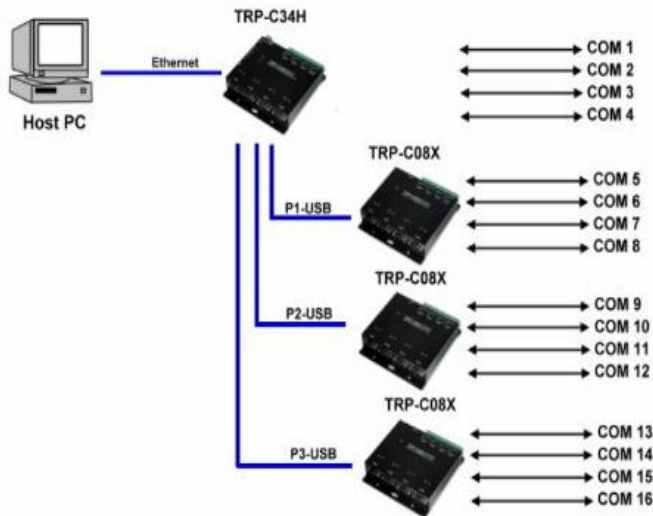 TRP-C34H
Ethernet
Host PC
COM 1
COM 2
COM 3
COM 4
TRP-C08X
P1-USB
COM 5
COM 6
COM 7
COM 8
TRP-C08X
P2-USB
COM 9
COM 10
COM 11
COM 12
TRP-C08X
P3-USB
COM 13
COM 14
COM 15
COM 16